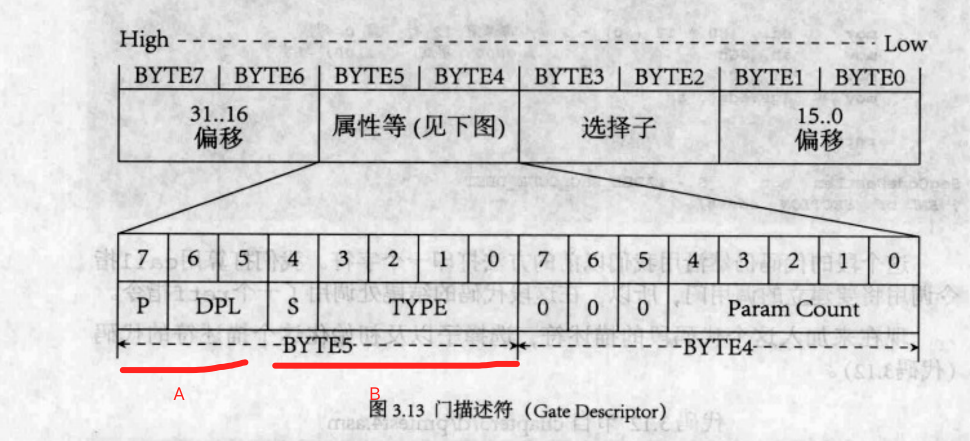 High Low
BYTE7 BYTE6 BYTE5 BYTE4 BYTE3 BYTE2 BYTE1 BYTE0
31..16
偏移
属性等 (见下图)
选择子
15..0
偏移
7 6 5 4 3 2 1 0 7 6 5 4 3 2 1 0
P DPL S TYPE 0 0 0 Param Count
BYTE5 BYTE4
A B
图 3.13 门描述符（Gate Descriptor）